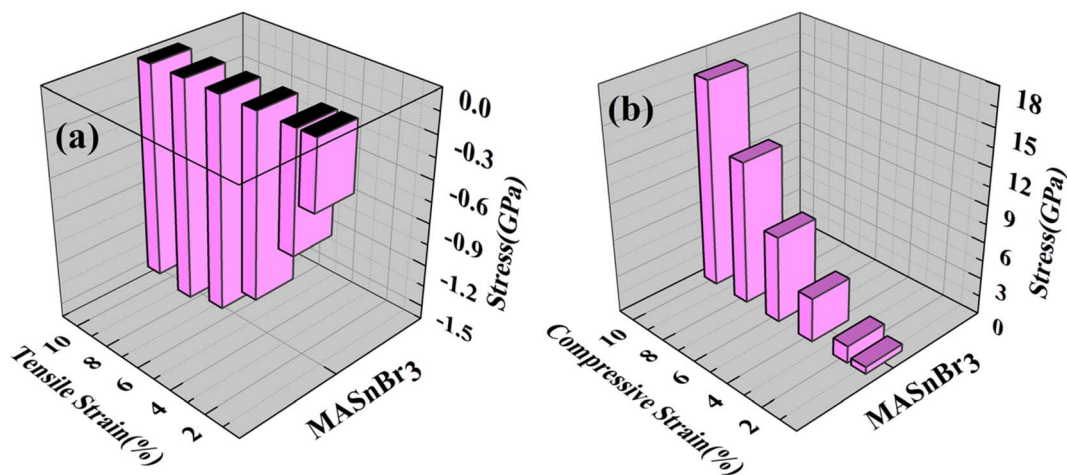 (a)
0.0
-0.3
-0.6
-0.9
-1.2
-1.5
Stress(GPa)
10
8
6
4
2
Tensile Strain(%)
MASnBr3
(b)
18
15
12
9
6
3
0
Stress(GPa)
10
8
6
4
2
Compressive Strain(%)
MASnBr3